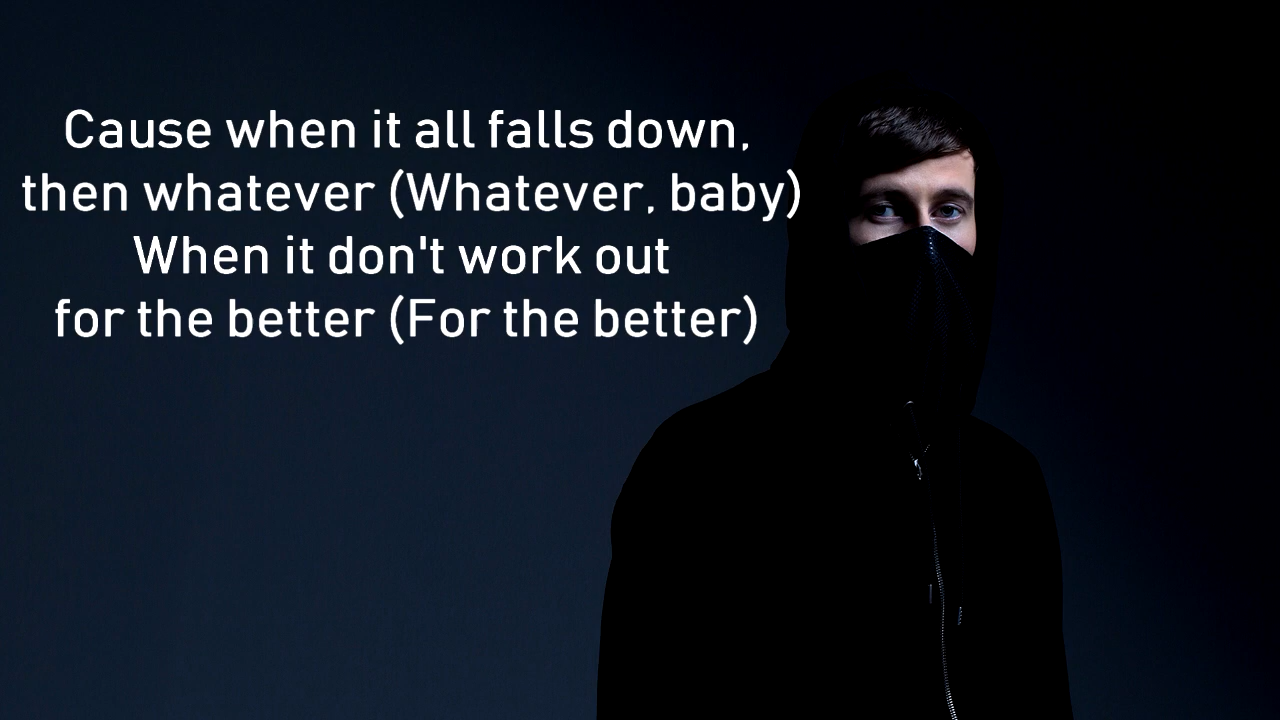 Cause when it all falls down,
then whatever (Whatever, baby)
When it don't work out
for the better (For the better)